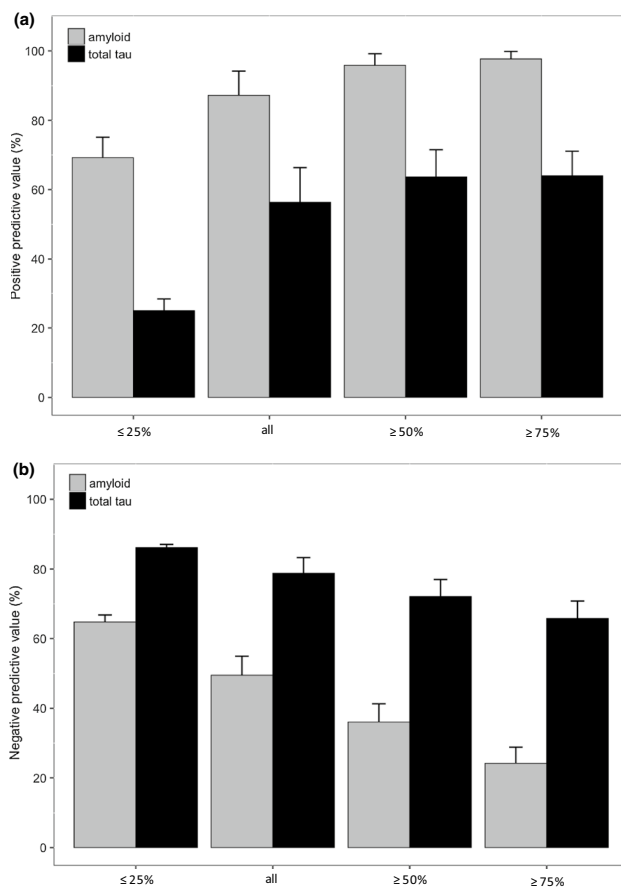 (a)
amyloid
total tau
Positive predictive value (%)
100
80
60
40
20
0
≤25% all ≥50% ≥75%
(b)
amyloid
total tau
Negative predictive value (%)
100
80
60
40
20
0
≤25% all ≥50% ≥75%